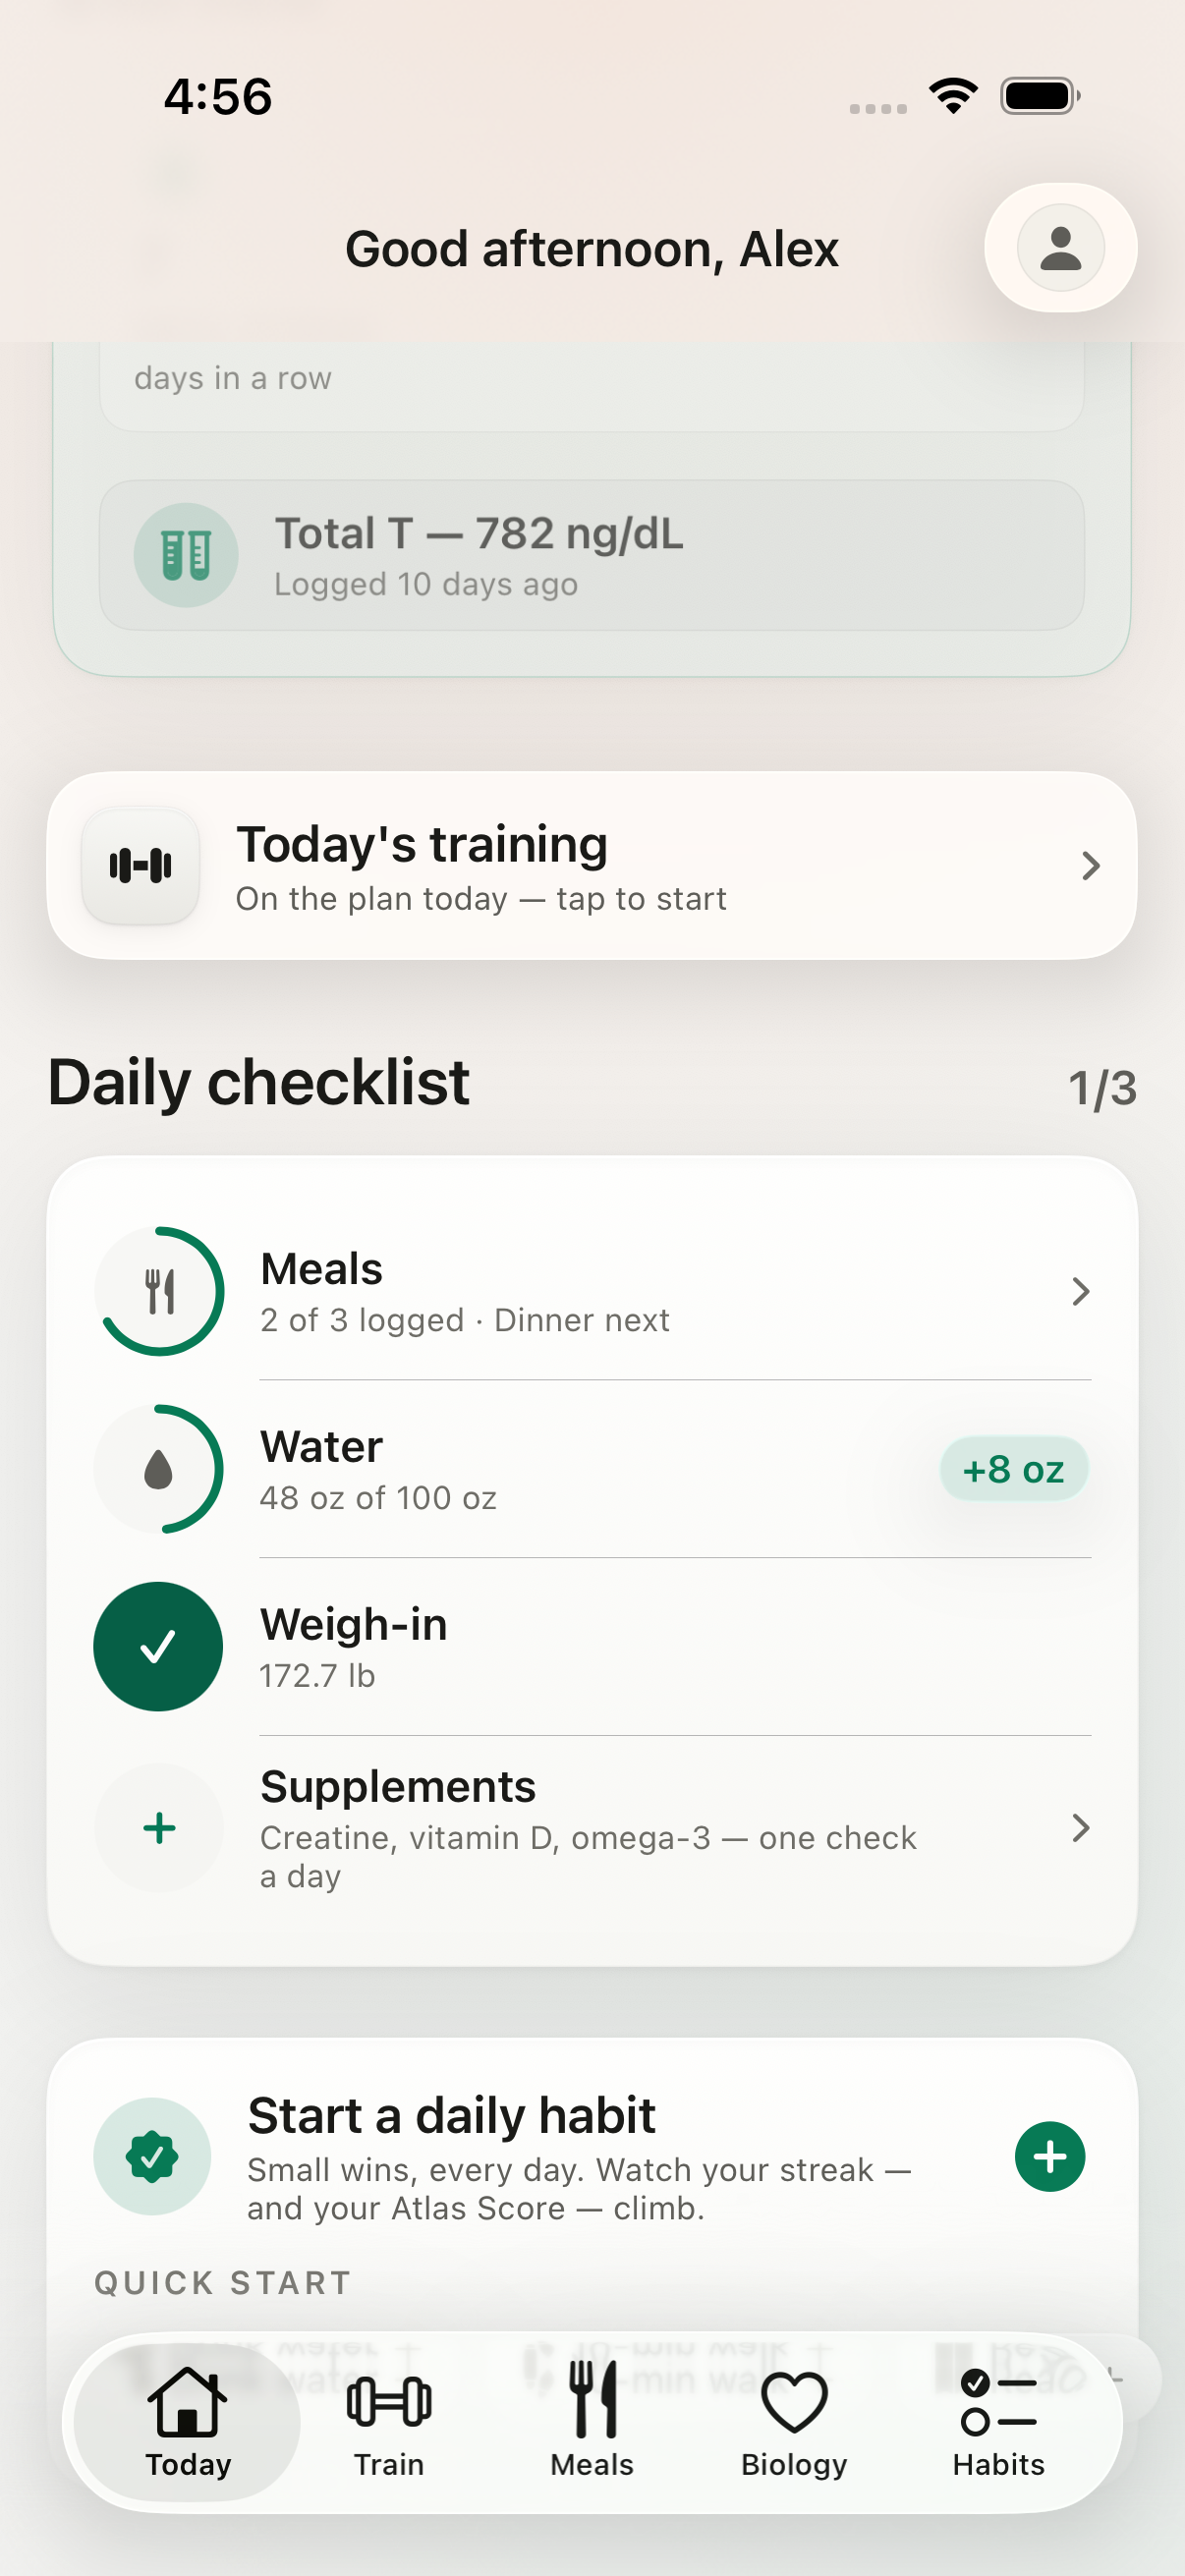 4:56
Good afternoon, Alex
days in a row
Total T — 782 ng/dL
Logged 10 days ago
Today's training
On the plan today — tap to start
Daily checklist
1/3
Meals
2 of 3 logged · Dinner next
Water
48 oz of 100 oz
+8 oz
Weigh-in
172.7 lb
Supplements
Creatine, vitamin D, omega-3 — one check
a day
Start a daily habit
Small wins, every day. Watch your streak —
and your Atlas Score — climb.
QUICK START
water
-min walk
Today
Train
Meals
Biology
Habits